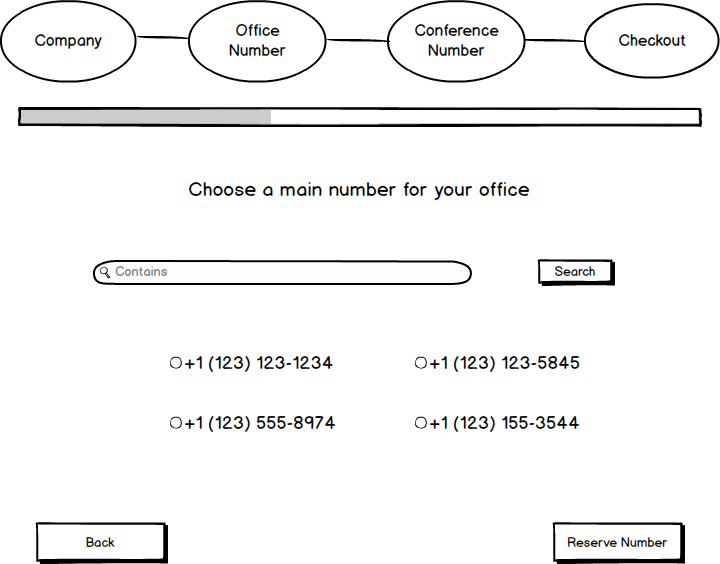 Company
Office
Number
Conference
Number
Checkout
Choose a main number for your office
Contains
Search
+1 (123) 123-1234
+1 (123) 123-5845
+1 (123) 555-8974
+1 (123) 155-3544
Back
Reserve Number